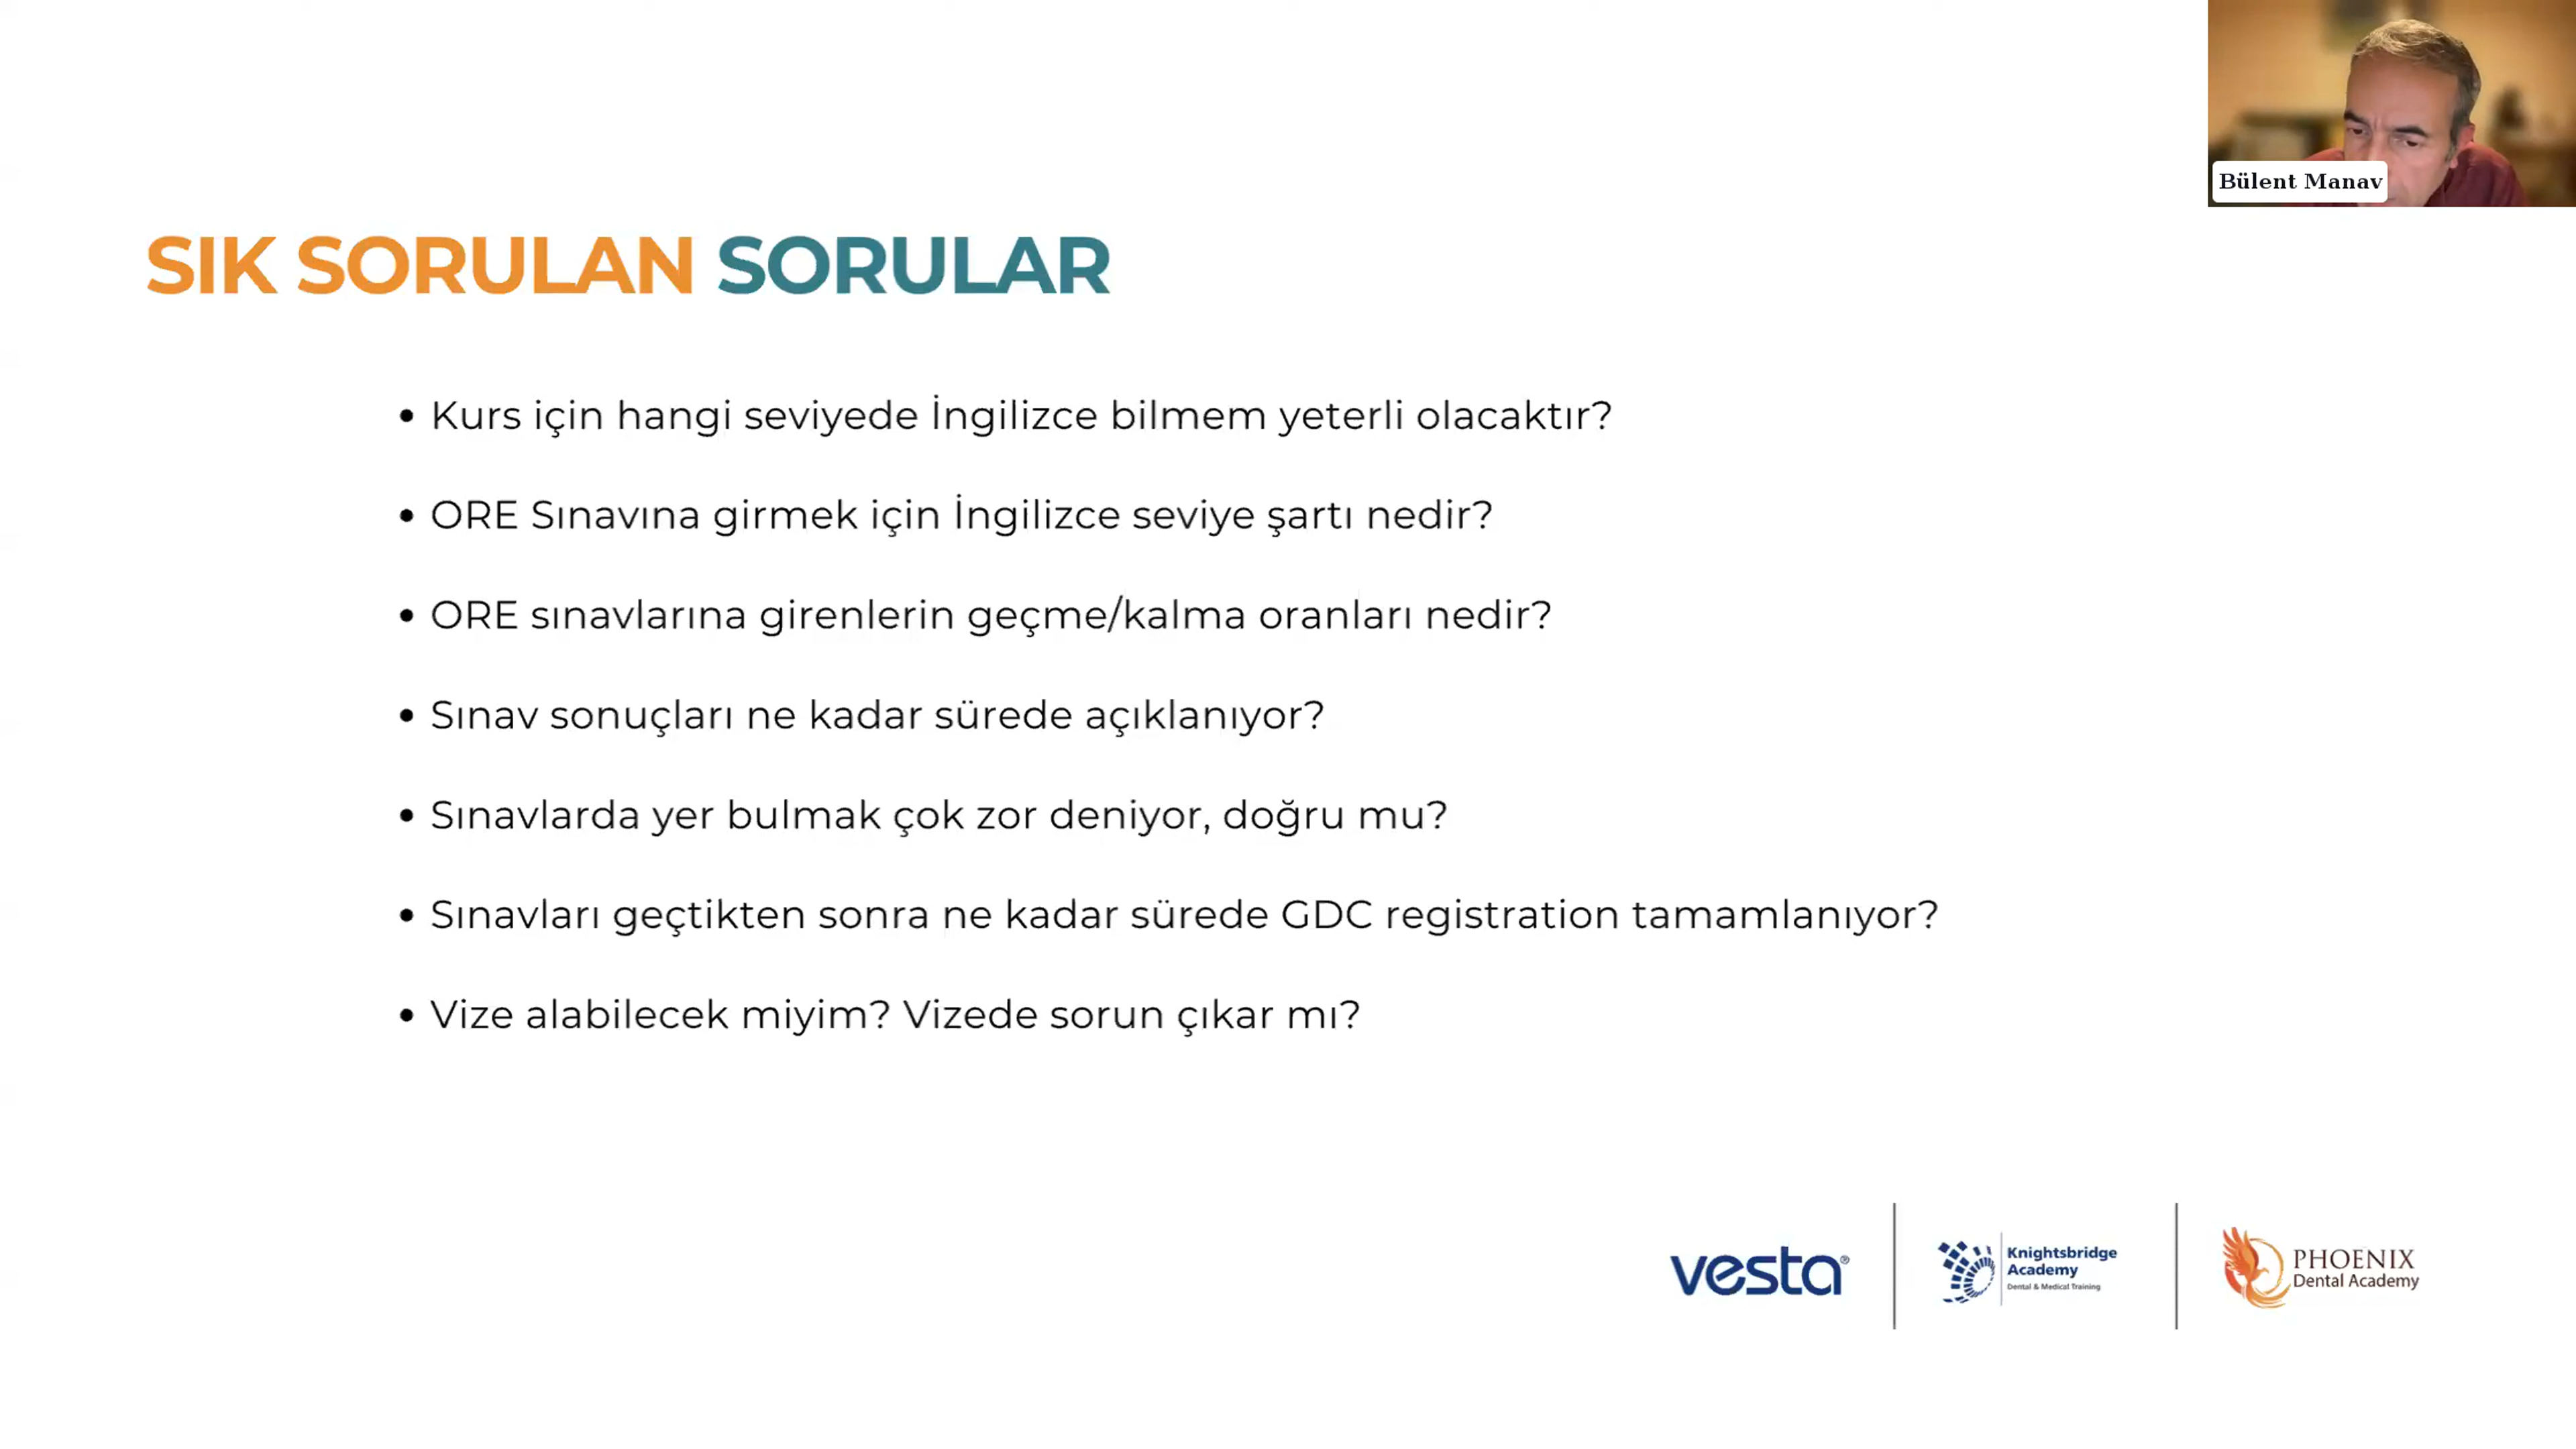 Bülent Manav
SIK SORULAN SORULAR
• Kurs için hangi seviyede İngilizce bilmem yeterli olacaktır?
• ORE Sınavına girmek için İngilizce seviye şartı nedir?
• ORE sınavlarına girenlerin geçme/kalma oranları nedir?
• Sınav sonuçları ne kadar sürede açıklanıyor?
• Sınavlarda yer bulmak çok zor deniyor, doğru mu?
• Sınavları geçtikten sonra ne kadar sürede GDC registration tamamlanıyor?
• Vize alabilecek miyim? Vizede sorun çıkar mı?
vesta®
Knightsbridge
Academy
Dental & Medical Training
PHOENIX
Dental Academy